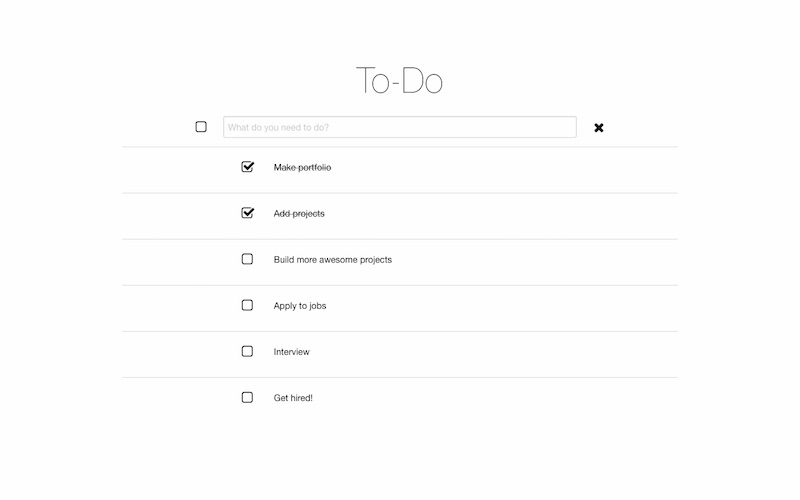 To-Do
What do you need to do?
Make portfolio
Add projects
Build more awesome projects
Apply to jobs
Interview
Get hired!